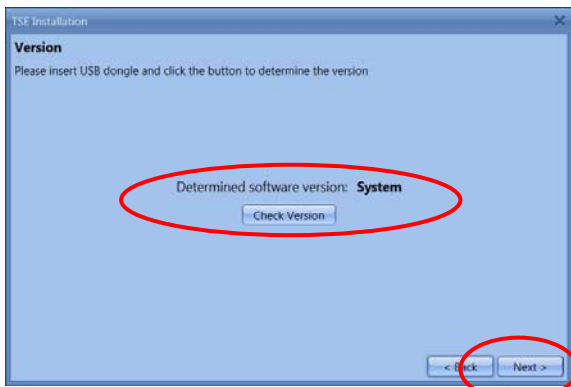 TSE Installation
Version
Please insert USB dongle and click the button to determine the version
Determined software version: System
Check Version
< Back Next >